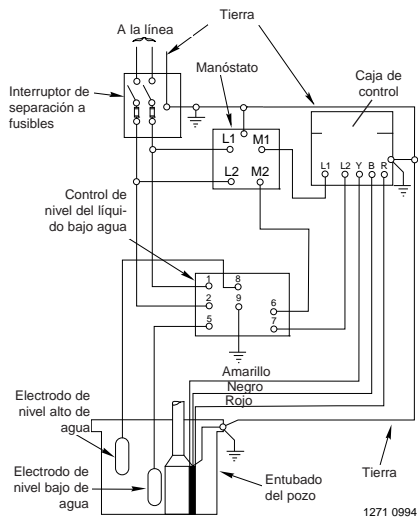 A la línea
Tierra
Interruptor de
separación a
fusibles
Manóstato
Caja de
control
L1 M1
L2 M2
L1 L2 Y B R
Control de
nivel del líqui-
do bajo agua
1 8
2 9
5
6
7
Amarillo
Negro
Rojo
Electrodo de
nivel alto de
agua
Electrodo de
nivel bajo de
agua
Entubado
del pozo
Tierra
1271 0994